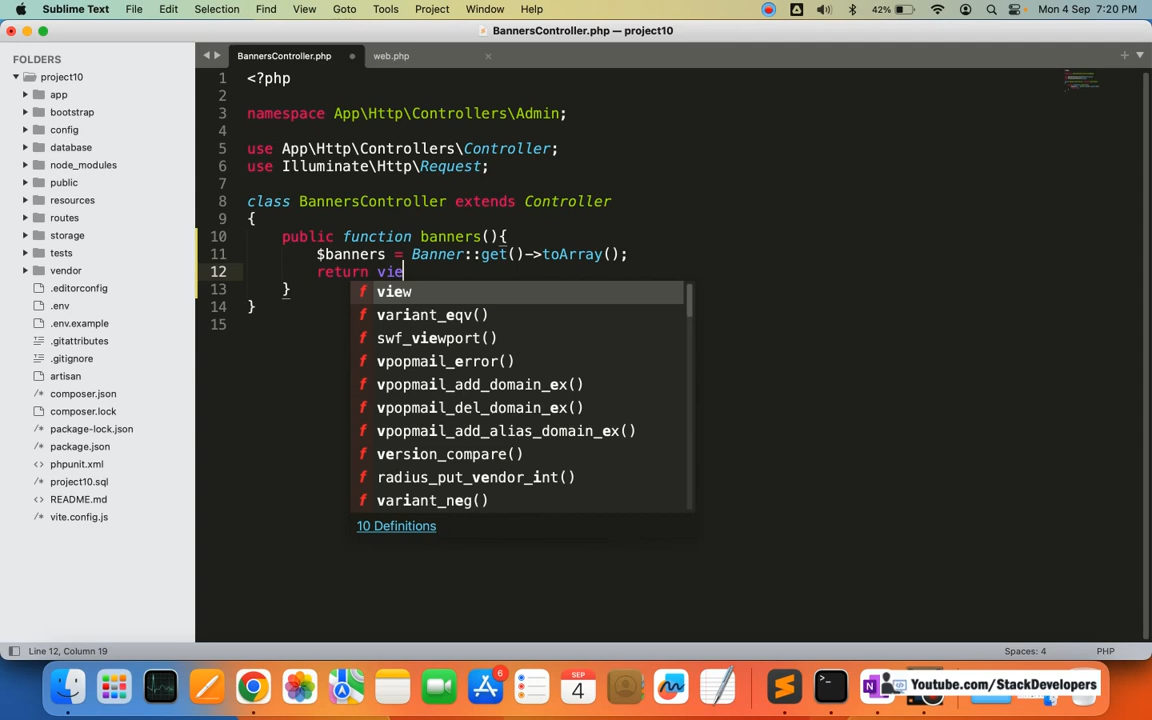 Sublime Text File Edit Selection Find View Goto Tools Project Window Help 42% Mon 4 Sep 7:20 PM
BannersController.php — project10
FOLDERS
project10
app
bootstrap
config
database
node_modules
public
resources
routes
storage
tests
vendor
.editorconfig
.env
.env.example
.gitattributes
.gitignore
artisan
composer.json
composer.lock
package-lock.json
package.json
phpunit.xml
project10.sql
README.md
vite.config.js
BannersController.php web.php
1 <?php
2
3 namespace App\Http\Controllers\Admin;
4
5 use App\Http\Controllers\Controller;
6 use Illuminate\Http\Request;
7
8 class BannersController extends Controller
9 {
10 public function banners(){
11 $banners = Banner::get()->toArray();
12 return vie
13 }
14 }
15
f view
f variant_eqv()
f swf_viewport()
f vpopmail_error()
f vpopmail_add_domain_ex()
f vpopmail_del_domain_ex()
f vpopmail_add_alias_domain_ex()
f version_compare()
f radius_put_vendor_int()
f variant_neg()
10 Definitions
Line 12, Column 19 Spaces: 4 PHP
6
SEP
4
Youtube.com/StackDevelopers